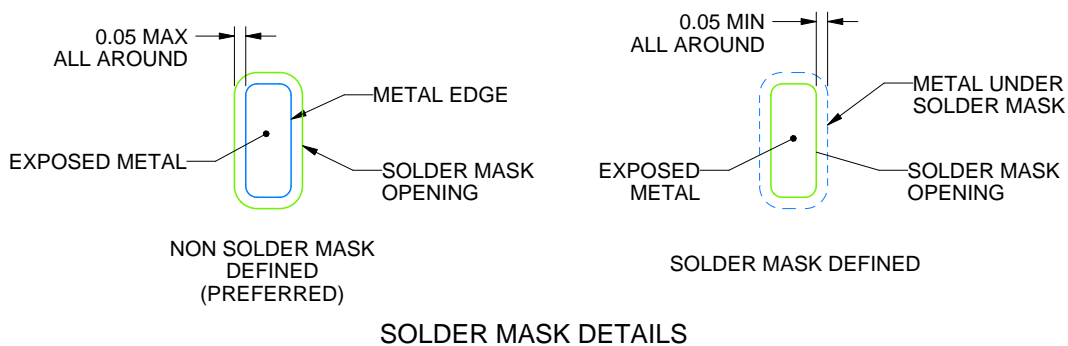 0.05 MAX
ALL AROUND
METAL EDGE
EXPOSED METAL
SOLDER MASK
OPENING
NON SOLDER MASK
DEFINED
(PREFERRED)
0.05 MIN
ALL AROUND
METAL UNDER
SOLDER MASK
EXPOSED
METAL
SOLDER MASK
OPENING
SOLDER MASK DEFINED
SOLDER MASK DETAILS